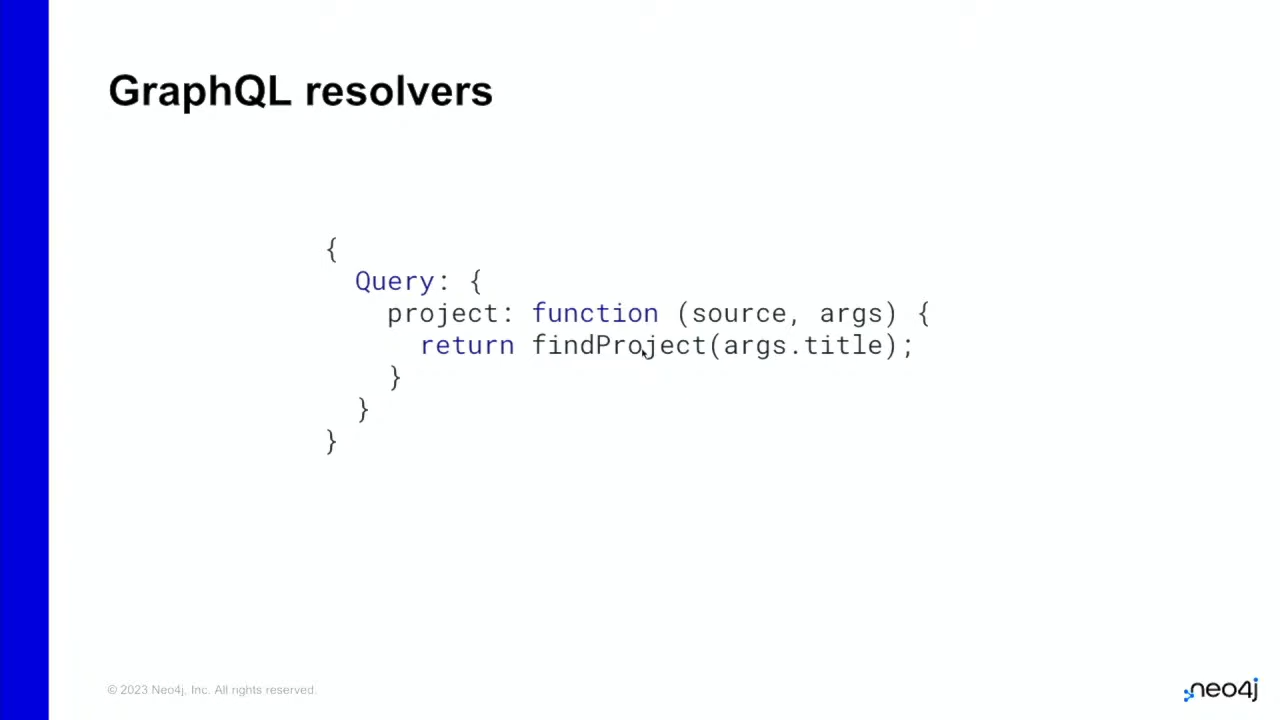 GraphQL resolvers
{
  Query: {
    project: function (source, args) {
      return findProject(args.title);
    }
  }
}
© 2023 Neo4j, Inc. All rights reserved.
neo4j